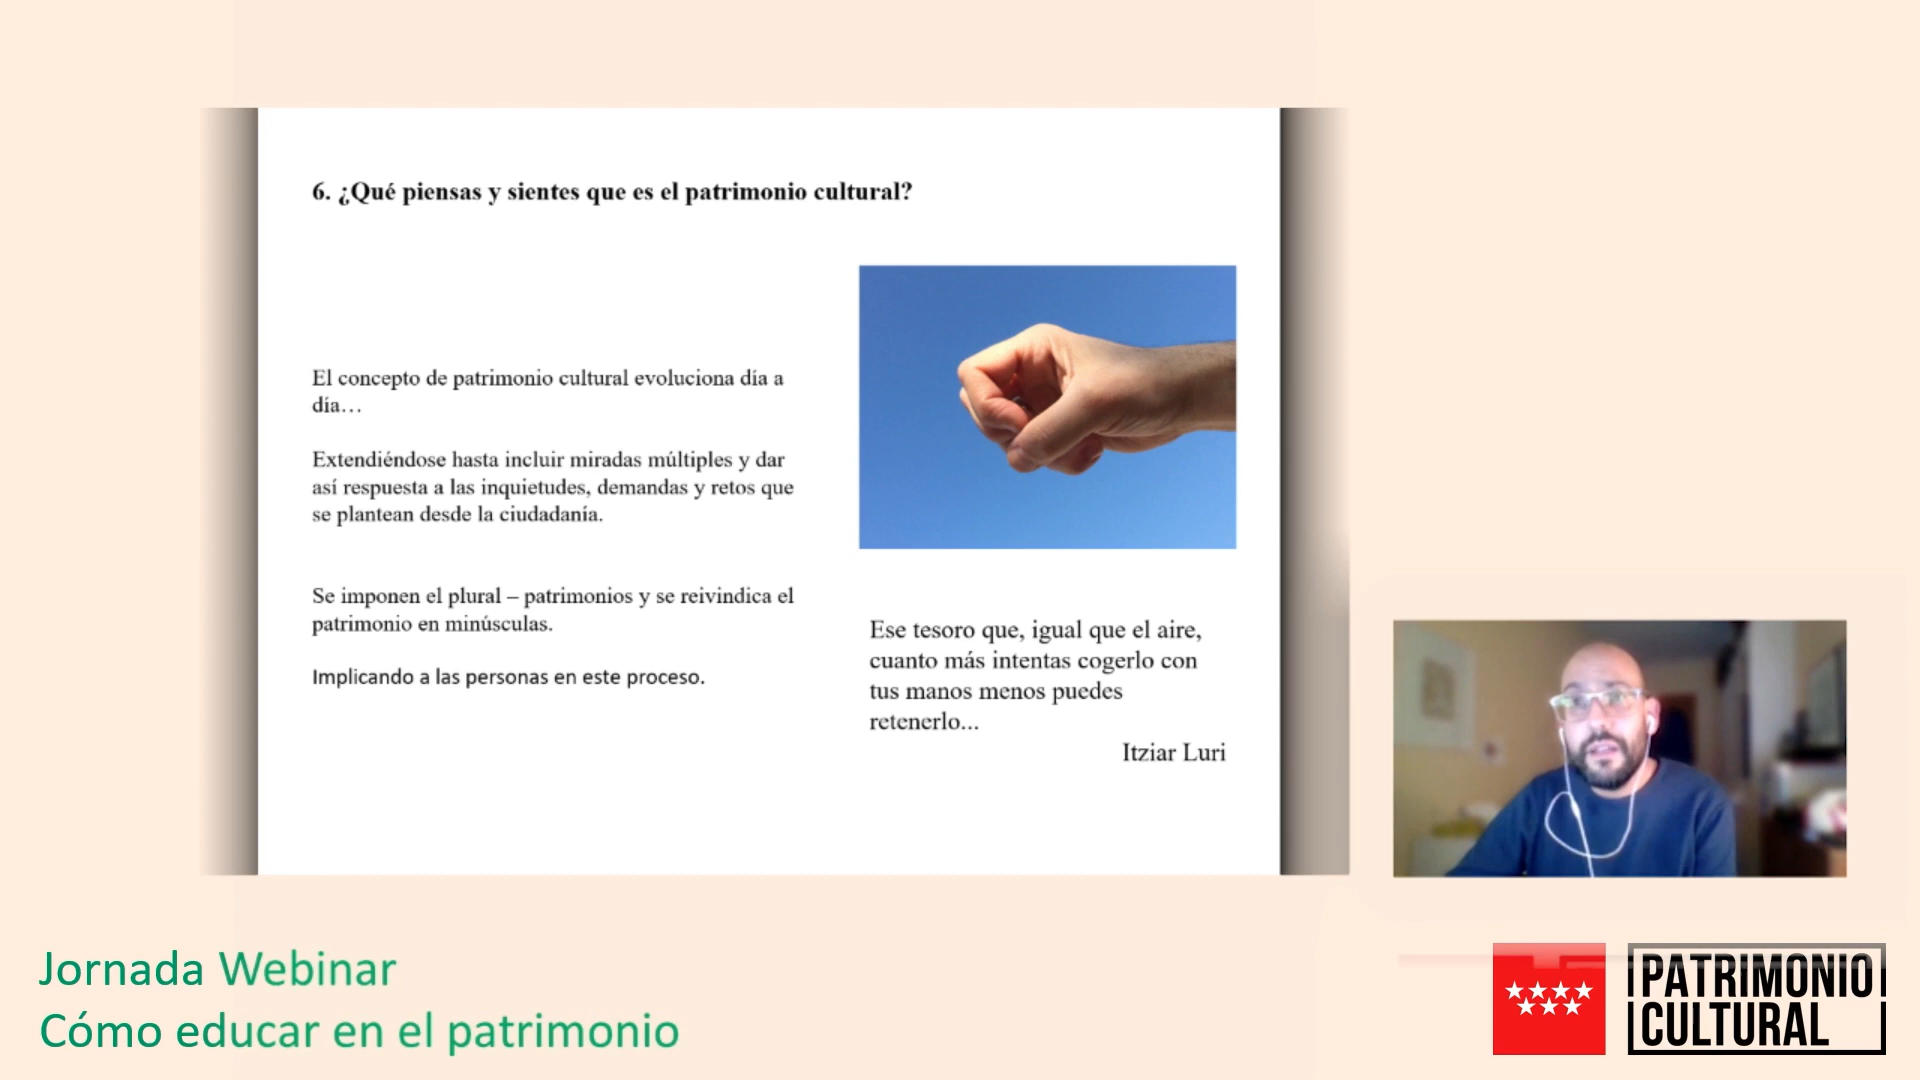 6. ¿Qué piensas y sientes que es el patrimonio cultural?
El concepto de patrimonio cultural evoluciona día a
día…
Extendiéndose hasta incluir miradas múltiples y dar
así respuesta a las inquietudes, demandas y retos que
se plantean desde la ciudadanía.
Se imponen el plural – patrimonios y se reivindica el
patrimonio en minúsculas.
Implicando a las personas en este proceso.
Ese tesoro que, igual que el aire,
cuanto más intentas cogerlo con
tus manos menos puedes
retenerlo...
Itziar Luri
Jornada Webinar
Cómo educar en el patrimonio
PATRIMONIO
CULTURAL